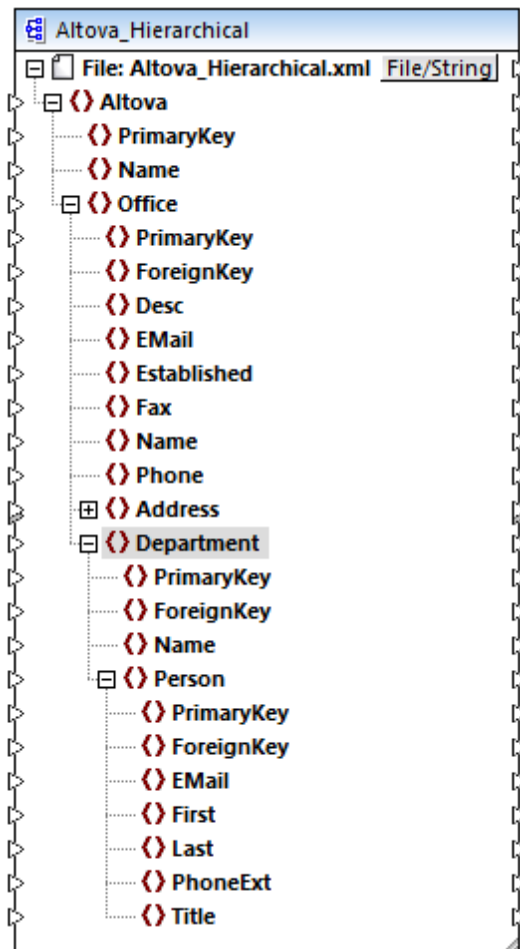 Altova_Hierarchical
File: Altova_Hierarchical.xml File/String
Altova
PrimaryKey
Name
Office
PrimaryKey
ForeignKey
Desc
EMail
Established
Fax
Name
Phone
Address
Department
PrimaryKey
ForeignKey
Name
Person
PrimaryKey
ForeignKey
EMail
First
Last
PhoneExt
Title